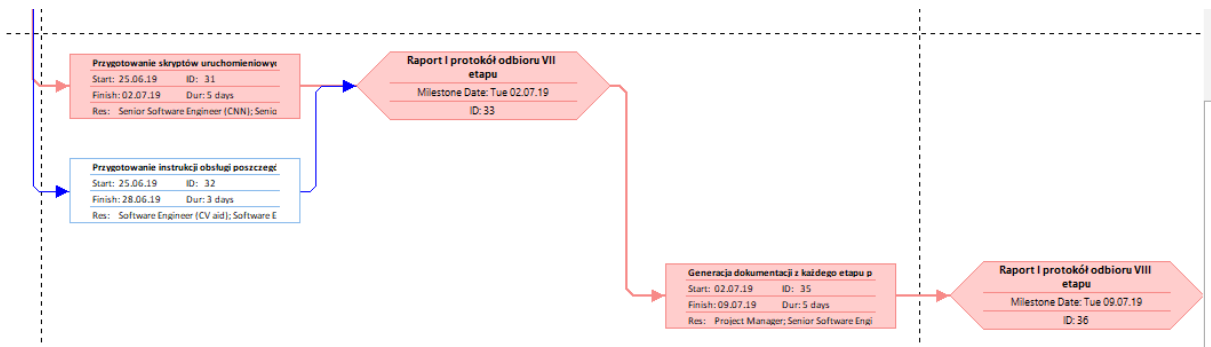 Przygotowanie skryptów uruchomieniowyc
Start: 25.06.19 ID: 31
Finish: 02.07.19 Dur: 5 days
Res: Senior Software Engineer (CNN); Senio
Raport I protokół odbioru VII
etapu
Milestone Date: Tue 02.07.19
ID: 33
Przygotowanie instrukcji obsługi poszczegó
Start: 25.06.19 ID: 32
Finish: 28.06.19 Dur: 3 days
Res: Software Engineer (CV aid); Software E
Generacja dokumentacji z każdego etapu p
Start: 02.07.19 ID: 35
Finish: 09.07.19 Dur: 5 days
Res: Project Manager; Senior Software Engi
Raport I protokół odbioru VIII
etapu
Milestone Date: Tue 09.07.19
ID: 36